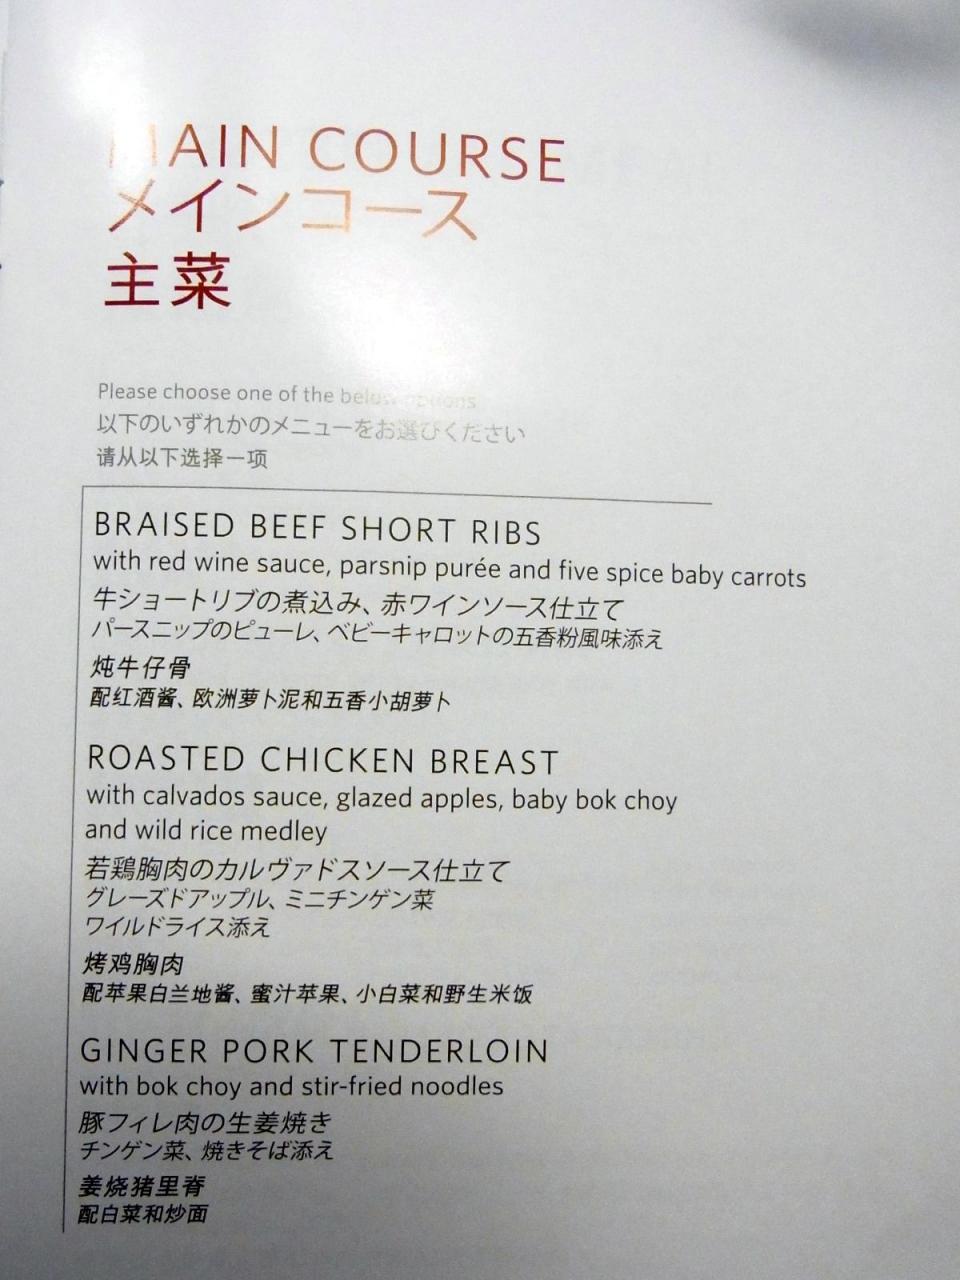 MAIN COURSE
メインコース
主菜
Please choose one of the below options
以下のいずれかのメニューをお選びください
请从以下选择一项
BRAISED BEEF SHORT RIBS
with red wine sauce, parsnip purée and five spice baby carrots
牛ショートリブの煮込み、赤ワインソース仕立て
パースニップのピューレ、ベビーキャロットの五香粉風味添え
炖牛仔骨
配红酒酱、欧洲萝卜泥和五香小胡萝卜
ROASTED CHICKEN BREAST
with calvados sauce, glazed apples, baby bok choy
and wild rice medley
若鶏胸肉のカルヴァドスソース仕立て
グレーズドアップル、ミニチンゲン菜
ワイルドライス添え
烤鸡胸肉
配苹果白兰地酱、蜜汁苹果、小白菜和野生米饭
GINGER PORK TENDERLOIN
with bok choy and stir-fried noodles
豚フィレ肉の生姜焼き
チンゲン菜、焼きそば添え
姜烧猪里脊
配白菜和炒面